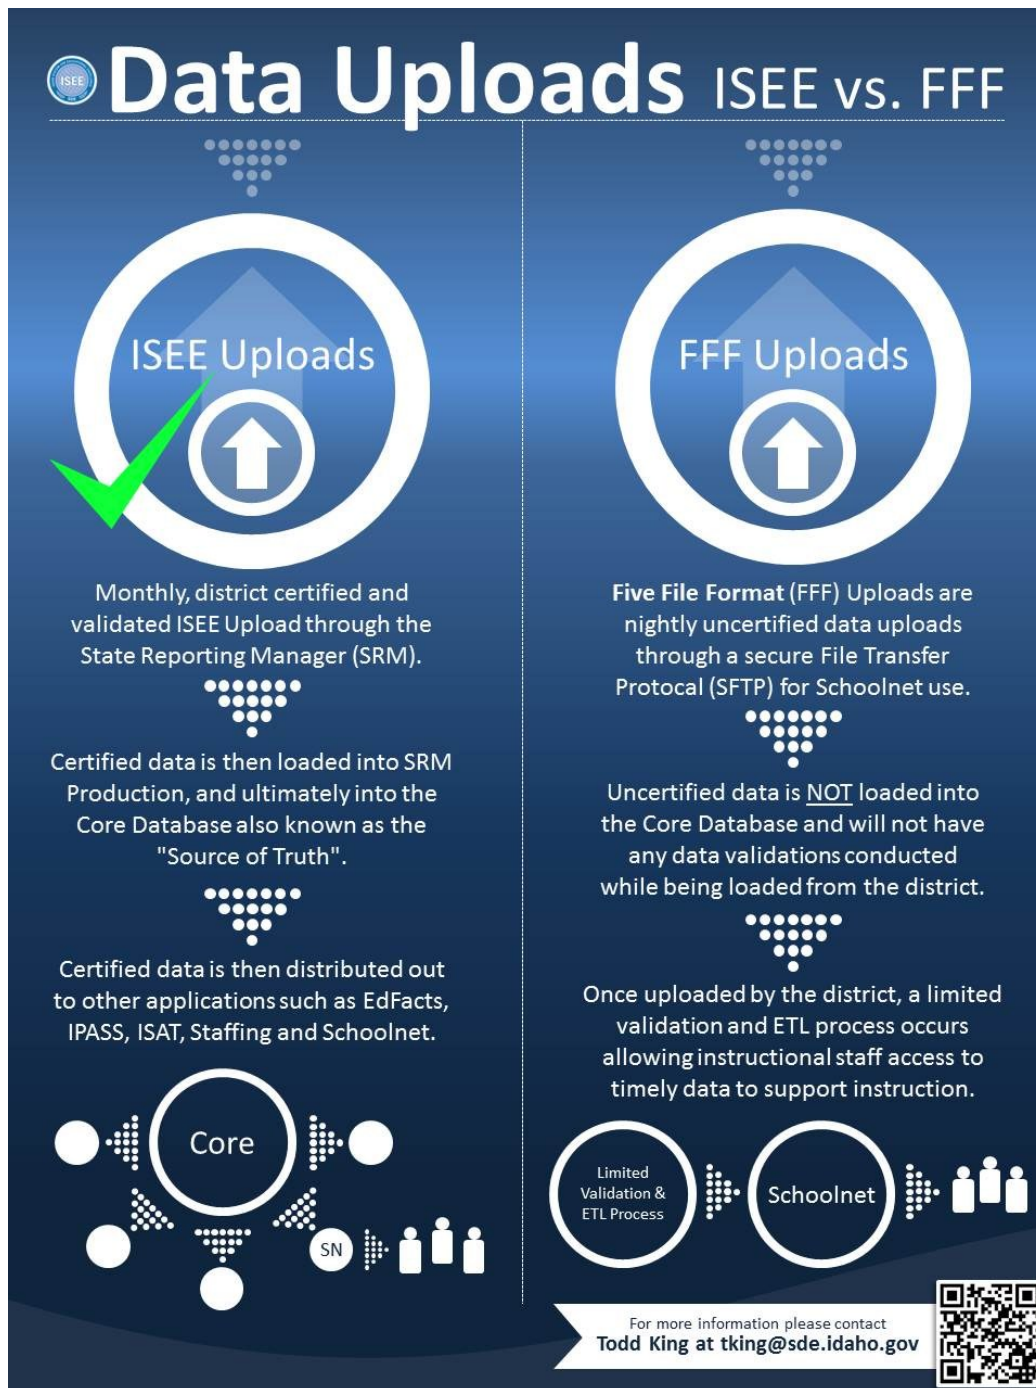 ISEE
Data Uploads ISEE vs. FFF
ISEE Uploads
Monthly, district certified and
validated ISEE Upload through the
State Reporting Manager (SRM).
Certified data is then loaded into SRM
Production, and ultimately into the
Core Database also known as the
"Source of Truth".
Certified data is then distributed out
to other applications such as EdFacts,
IPASS, ISAT, Staffing and Schoolnet.
Core
SN
FFF Uploads
Five File Format (FFF) Uploads are
nightly uncertified data uploads
through a secure File Transfer
Protocal (SFTP) for Schoolnet use.
Uncertified data is NOT loaded into
the Core Database and will not have
any data validations conducted
while being loaded from the district.
Once uploaded by the district, a limited
validation and ETL process occurs
allowing instructional staff access to
timely data to support instruction.
Limited
Validation &
ETL Process
Schoolnet
For more information please contact
Todd King at tking@sde.idaho.gov